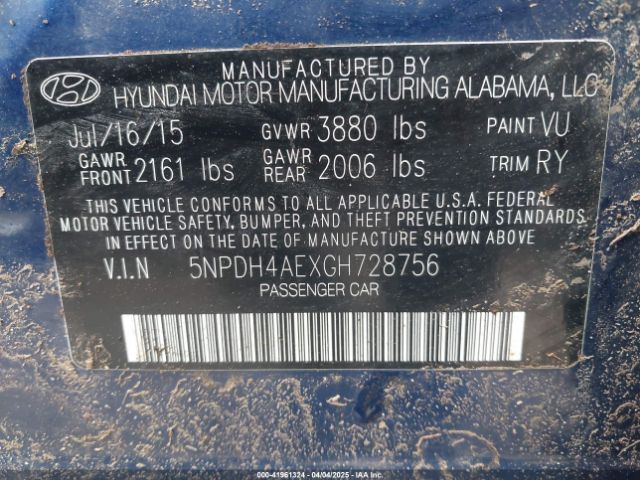 MANUFACTURED BY
HYUNDAI MOTOR MANUFACTURING ALABAMA, LLC
Jul/16/15 GVWR 3880 lbs PAINT VU
GAWR FRONT 2161 lbs GAWR REAR 2006 lbs TRIM RY
THIS VEHICLE CONFORMS TO ALL APPLICABLE U.S.A. FEDERAL
MOTOR VEHICLE SAFETY, BUMPER, AND THEFT PREVENTION STANDARDS
IN EFFECT ON THE DATE OF MANUFACTURE SHOWN ABOVE
V.I.N 5NPDH4AEXGH728756
PASSENGER CAR
000-41961324 - 04/04/2025 - IAAI.COM